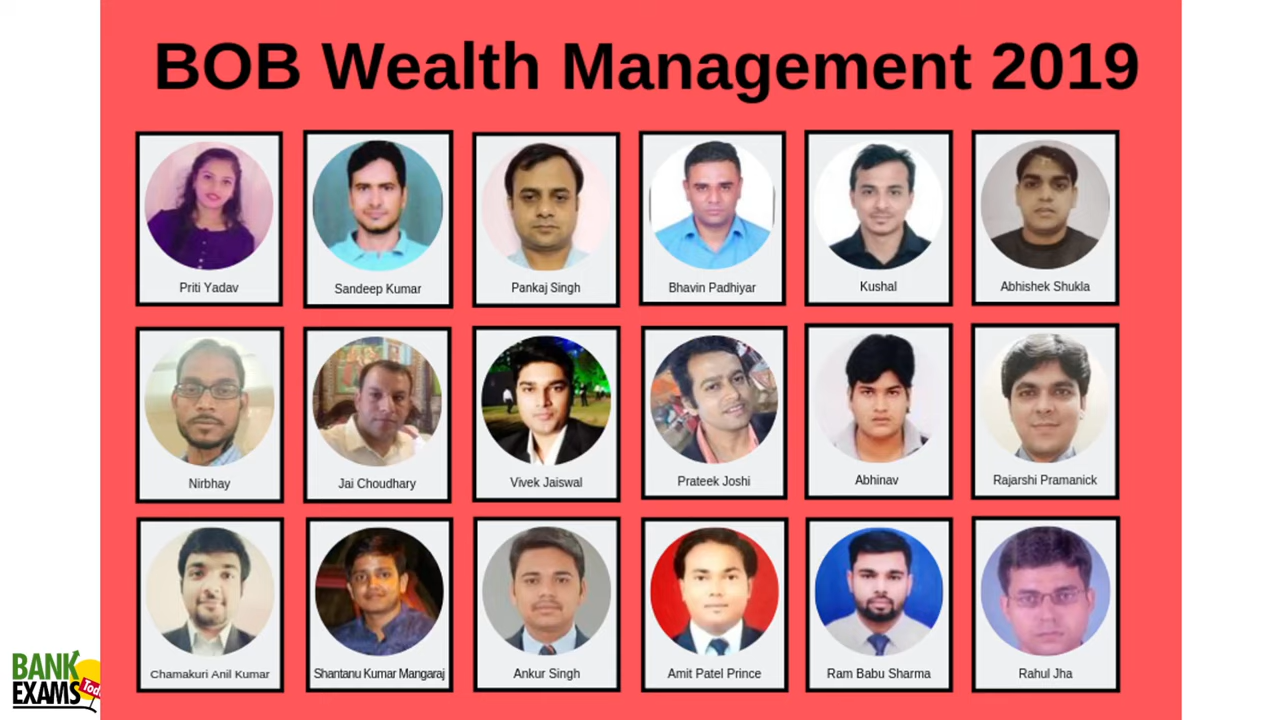 BOB Wealth Management 2019
Priti Yadav
Sandeep Kumar
Pankaj Singh
Bhavin Padhiyar
Kushal
Abhishek Shukla
Nirbhay
Jai Choudhary
Vivek Jaiswal
Prateek Joshi
Abhinav
Rajarshi Pramanick
Chamakuri Anil Kumar
Shantanu Kumar Mangaraj
Ankur Singh
Amit Patel Prince
Ram Babu Sharma
Rahul Jha
BANK
EXAMS